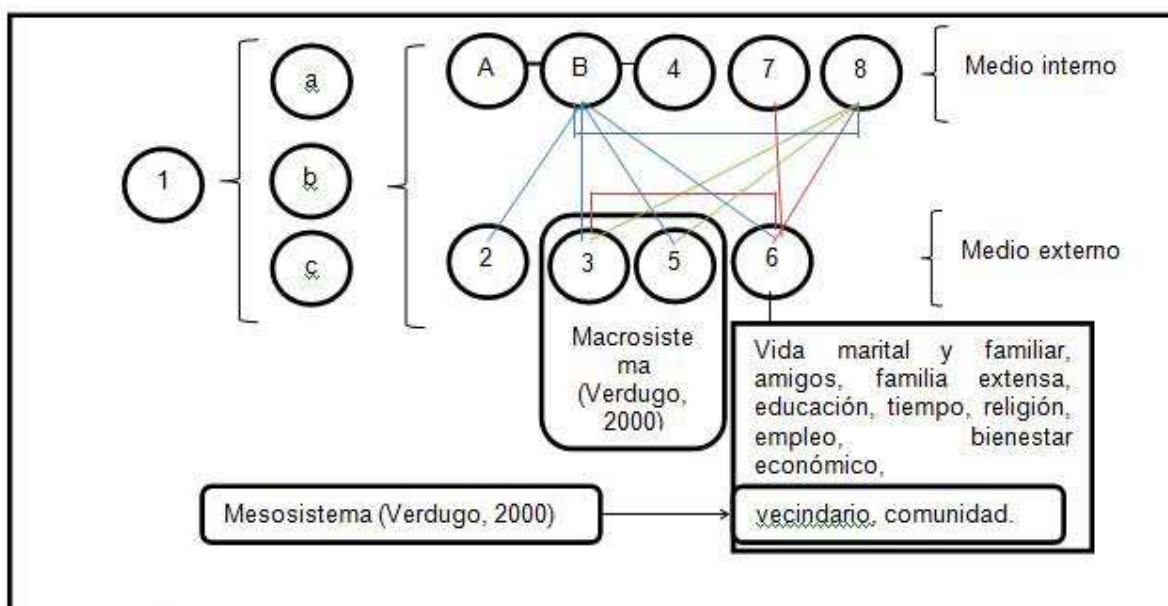 A B 4 7 8 Medio interno
a
1 b
c
2 3 5 6 Medio externo
Macrosiste
ma
(Verdugo,
2000)
Vida marital y familiar,
amigos, familia extensa,
educación, tiempo, religión,
empleo, bienestar
económico,
vecindario, comunidad.
Mesosistema (Verdugo, 2000)